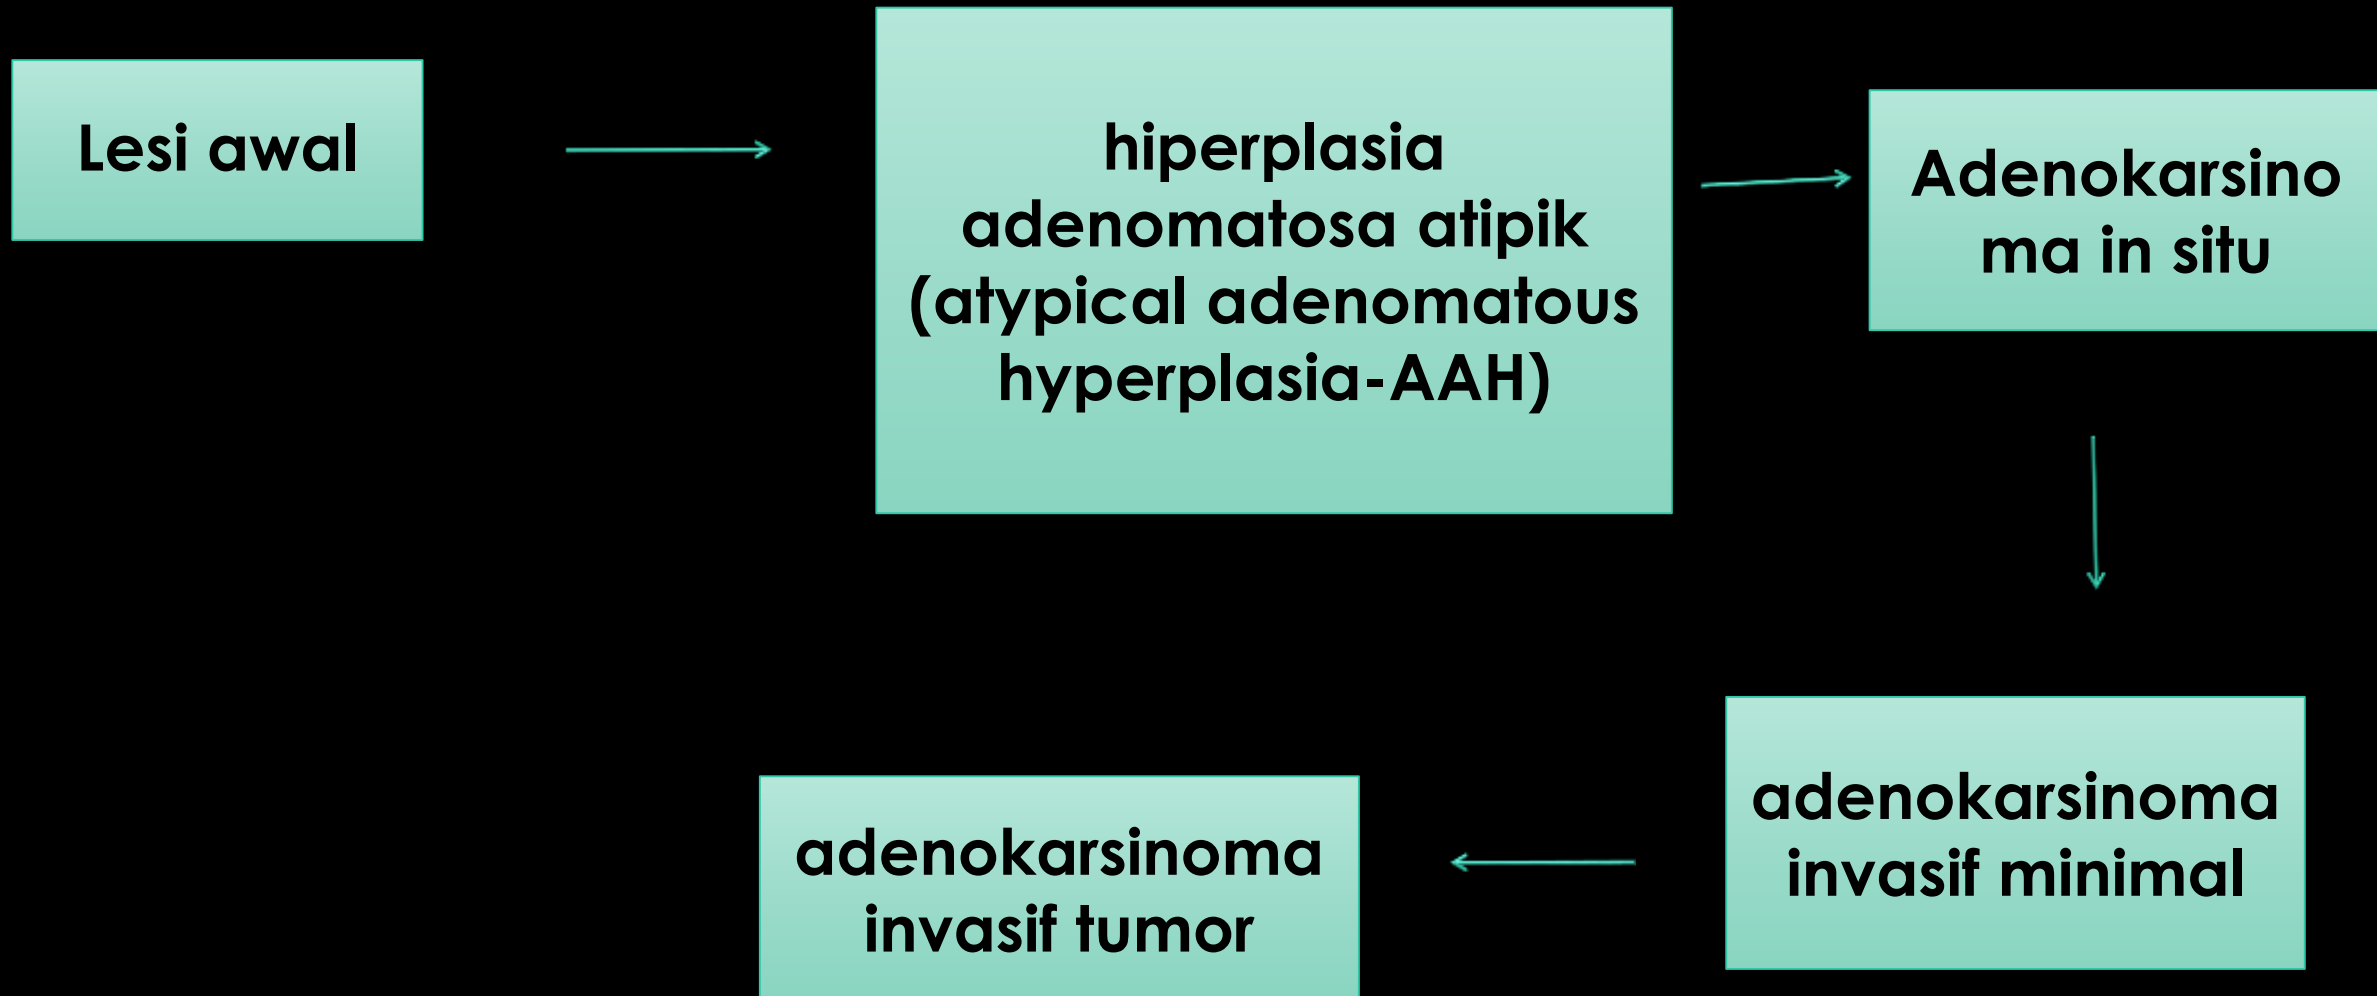 Lesi awal
hiperplasia
adenomatosa atipik
(atypical adenomatous
hyperplasia-AAH)
Adenokarsino
ma in situ
adenokarsinoma
invasif minimal
adenokarsinoma
invasif tumor